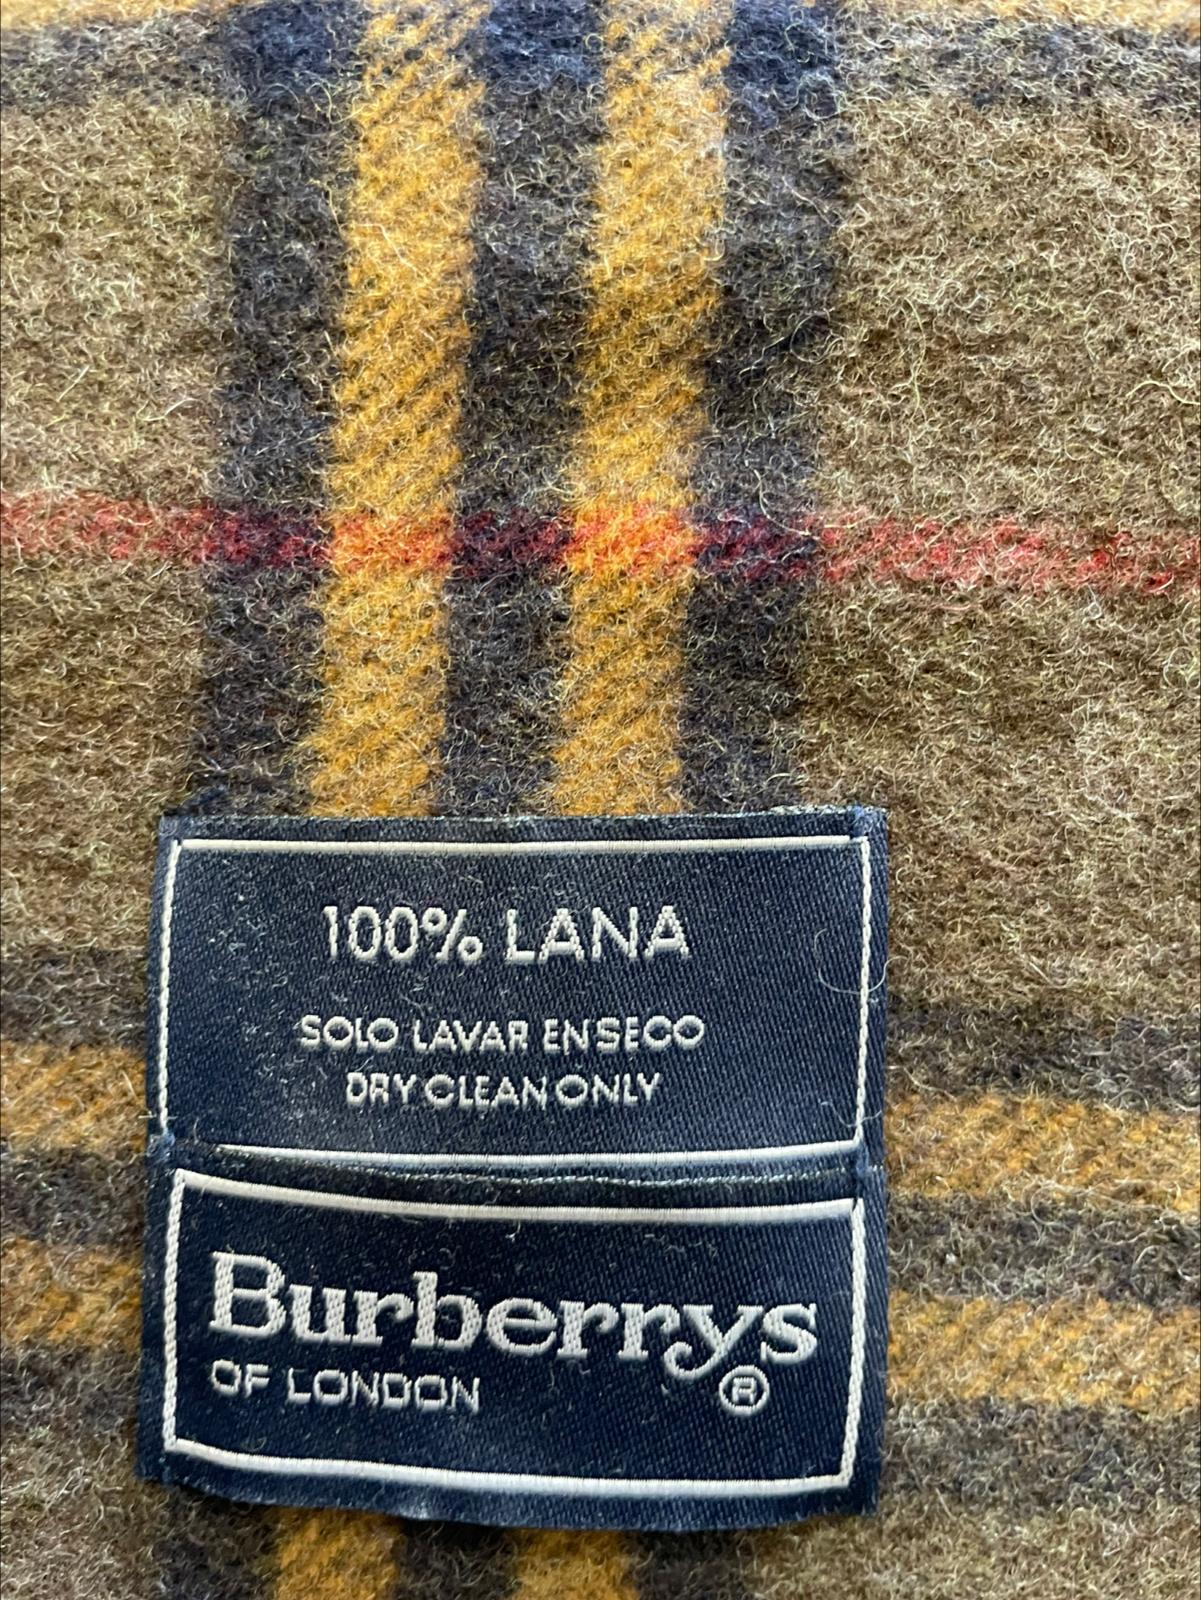 100% LANA
SOLO LAVAR EN SECO
DRY CLEAN ONLY
Burberrys
OF LONDON ®